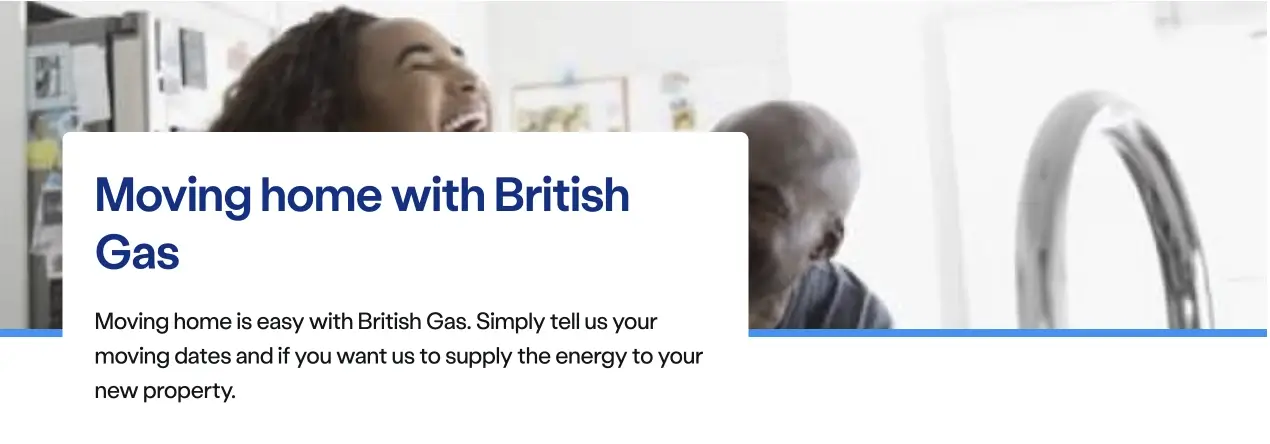 Moving home with British
Gas
Moving home is easy with British Gas. Simply tell us your
moving dates and if you want us to supply the energy to your
new property.